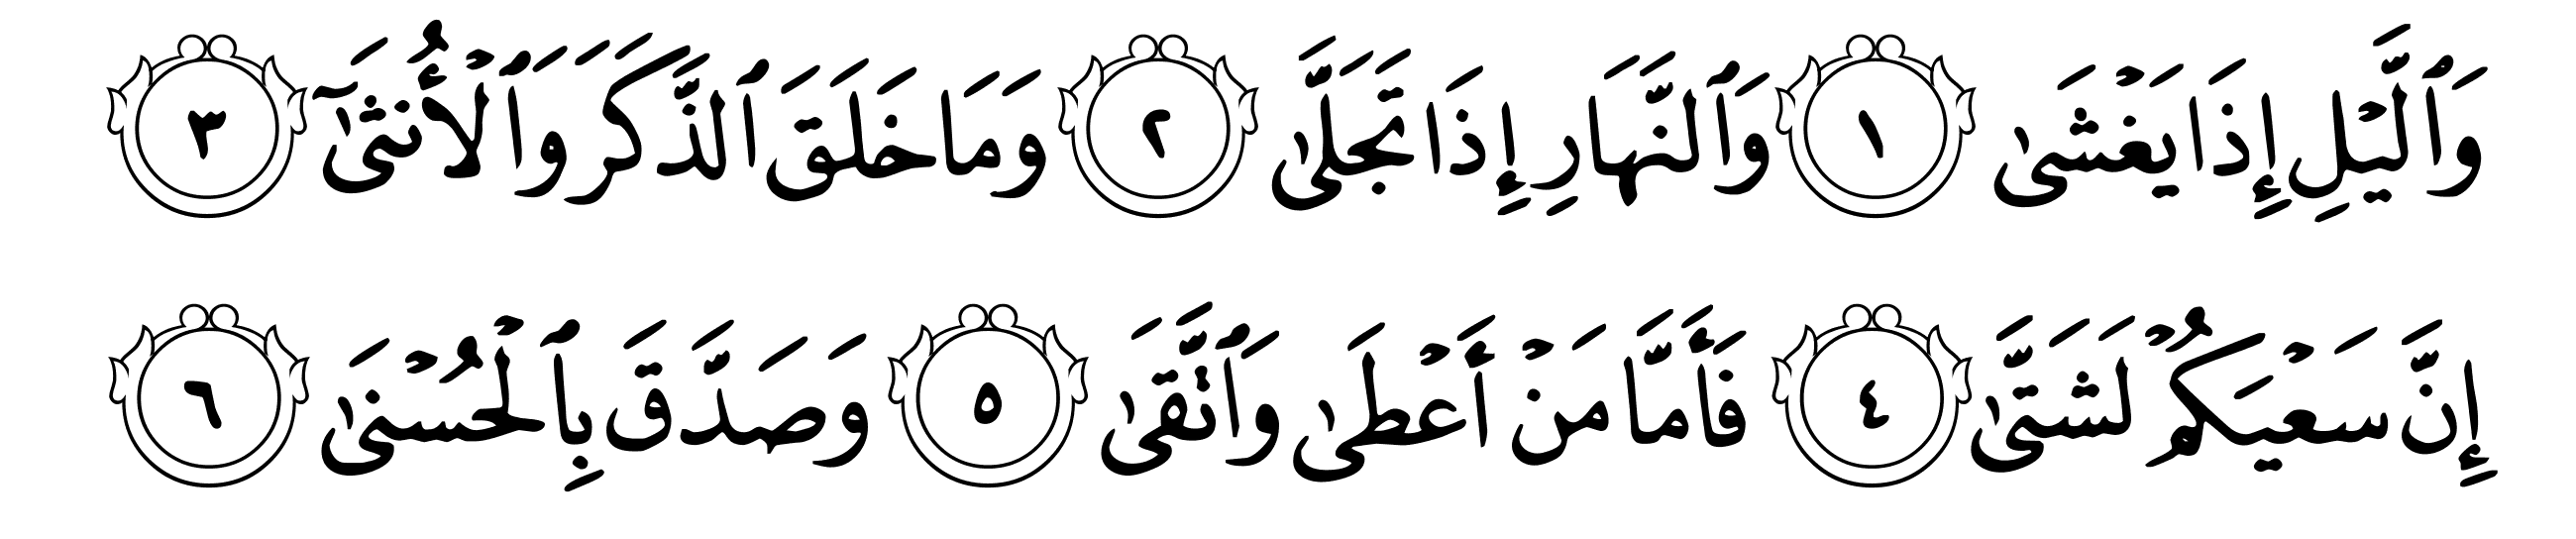 وَٱلَّيْلِ إِذَا يَغْشَىٰ ١ وَٱلنَّهَارِ إِذَا تَجَلَّىٰ ٢ وَمَا خَلَقَ ٱلذَّكَرَ وَٱلْأُنثَىٰٓ ٣
إِنَّ سَعْيَكُمْ لَشَتَّىٰ ٤ فَأَمَّا مَنْ أَعْطَىٰ وَٱتَّقَىٰ ٥ وَصَدَّقَ بِٱلْحُسْنَىٰ ٦